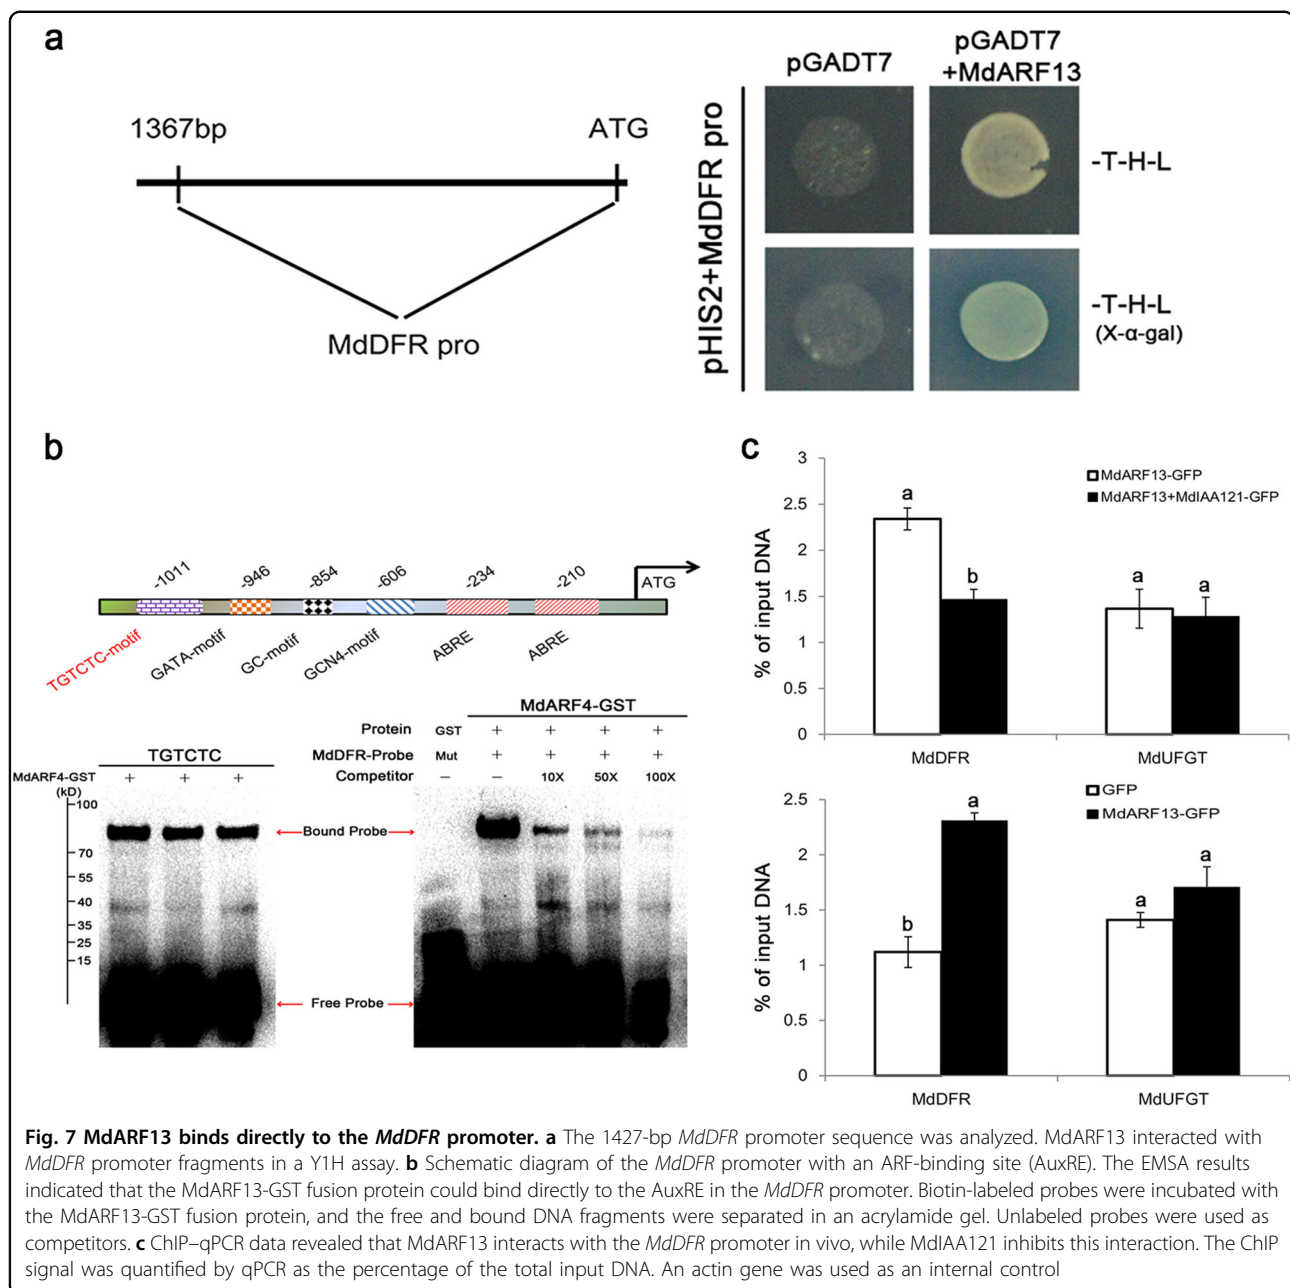 a
1367bp
ATG
MdDFR pro
pGADT7
pGADT7
+MdARF13
pHIS2+MdDFR pro
-T-H-L
-T-H-L
(X-α-gal)
b
-1011
-946
-854
-606
-234
-210
ATG
TGTCTC-motif
GATA-motif
GC-motif
GCN4-motif
ABRE
ABRE
TGTCTC
MdARF4-GST
+ + +
(kD)
100
70
55
40
35
25
15
Bound Probe
Free Probe
MdARF4-GST
Protein GST + + + +
MdDFR-Probe Mut + + + +
Competitor − − 10X 50X 100X
c
% of input DNA
3
2.5
2
1.5
1
0.5
0
MdARF13-GFP
MdARF13+MdIAA121-GFP
a
b
a
a
MdDFR
MdUFGT
% of input DNA
2.5
2
1.5
1
0.5
0
GFP
MdARF13-GFP
b
a
a
a
MdDFR
MdUFGT
Fig. 7 MdARF13 binds directly to the MdDFR promoter. a The 1427-bp MdDFR promoter sequence was analyzed. MdARF13 interacted with
MdDFR promoter fragments in a Y1H assay. b Schematic diagram of the MdDFR promoter with an ARF-binding site (AuxRE). The EMSA results
indicated that the MdARF13-GST fusion protein could bind directly to the AuxRE in the MdDFR promoter. Biotin-labeled probes were incubated with
the MdARF13-GST fusion protein, and the free and bound DNA fragments were separated in an acrylamide gel. Unlabeled probes were used as
competitors. c ChIP–qPCR data revealed that MdARF13 interacts with the MdDFR promoter in vivo, while MdIAA121 inhibits this interaction. The ChIP
signal was quantified by qPCR as the percentage of the total input DNA. An actin gene was used as an internal control